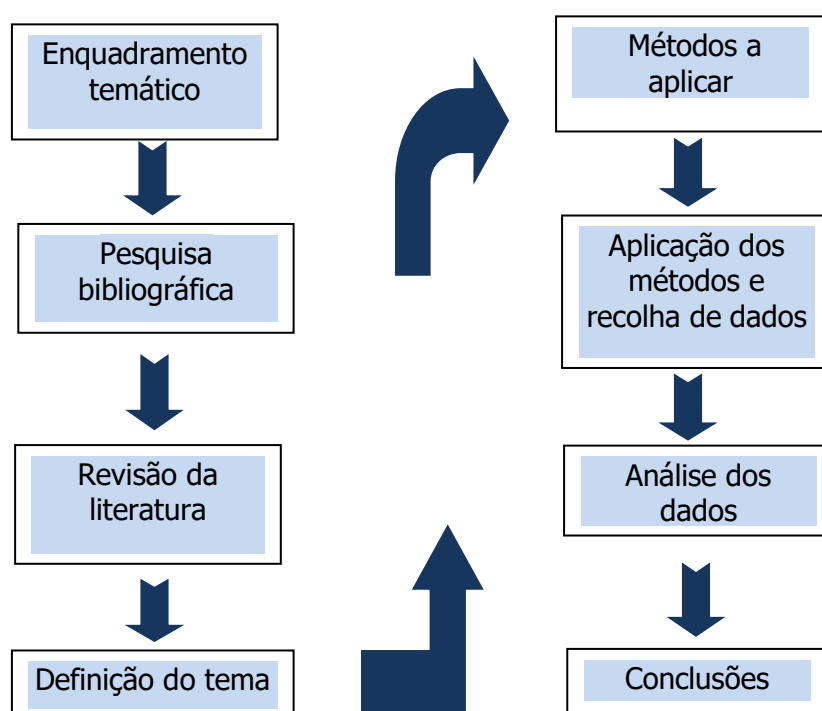 Enquadramento
temático
Pesquisa
bibliográfica
Revisão da
literatura
Definição do tema
Métodos a
aplicar
Aplicação dos
métodos e
recolha de dados
Análise dos
dados
Conclusões